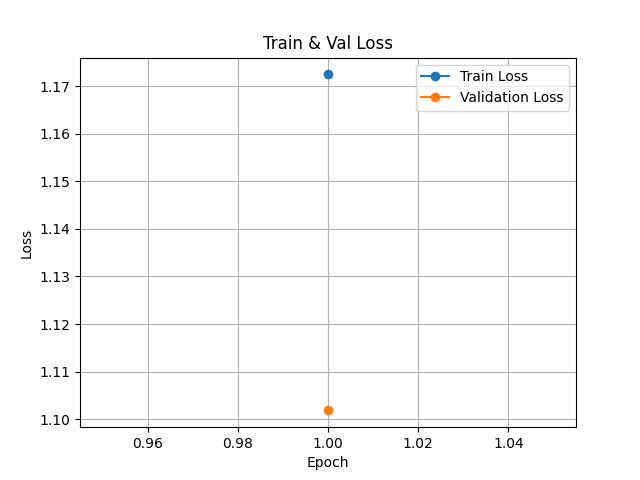 Train & Val Loss
Train Loss
Validation Loss
1.17
1.16
1.15
1.14
1.13
1.12
1.11
1.10
Loss
0.96 0.98 1.00 1.02 1.04
Epoch